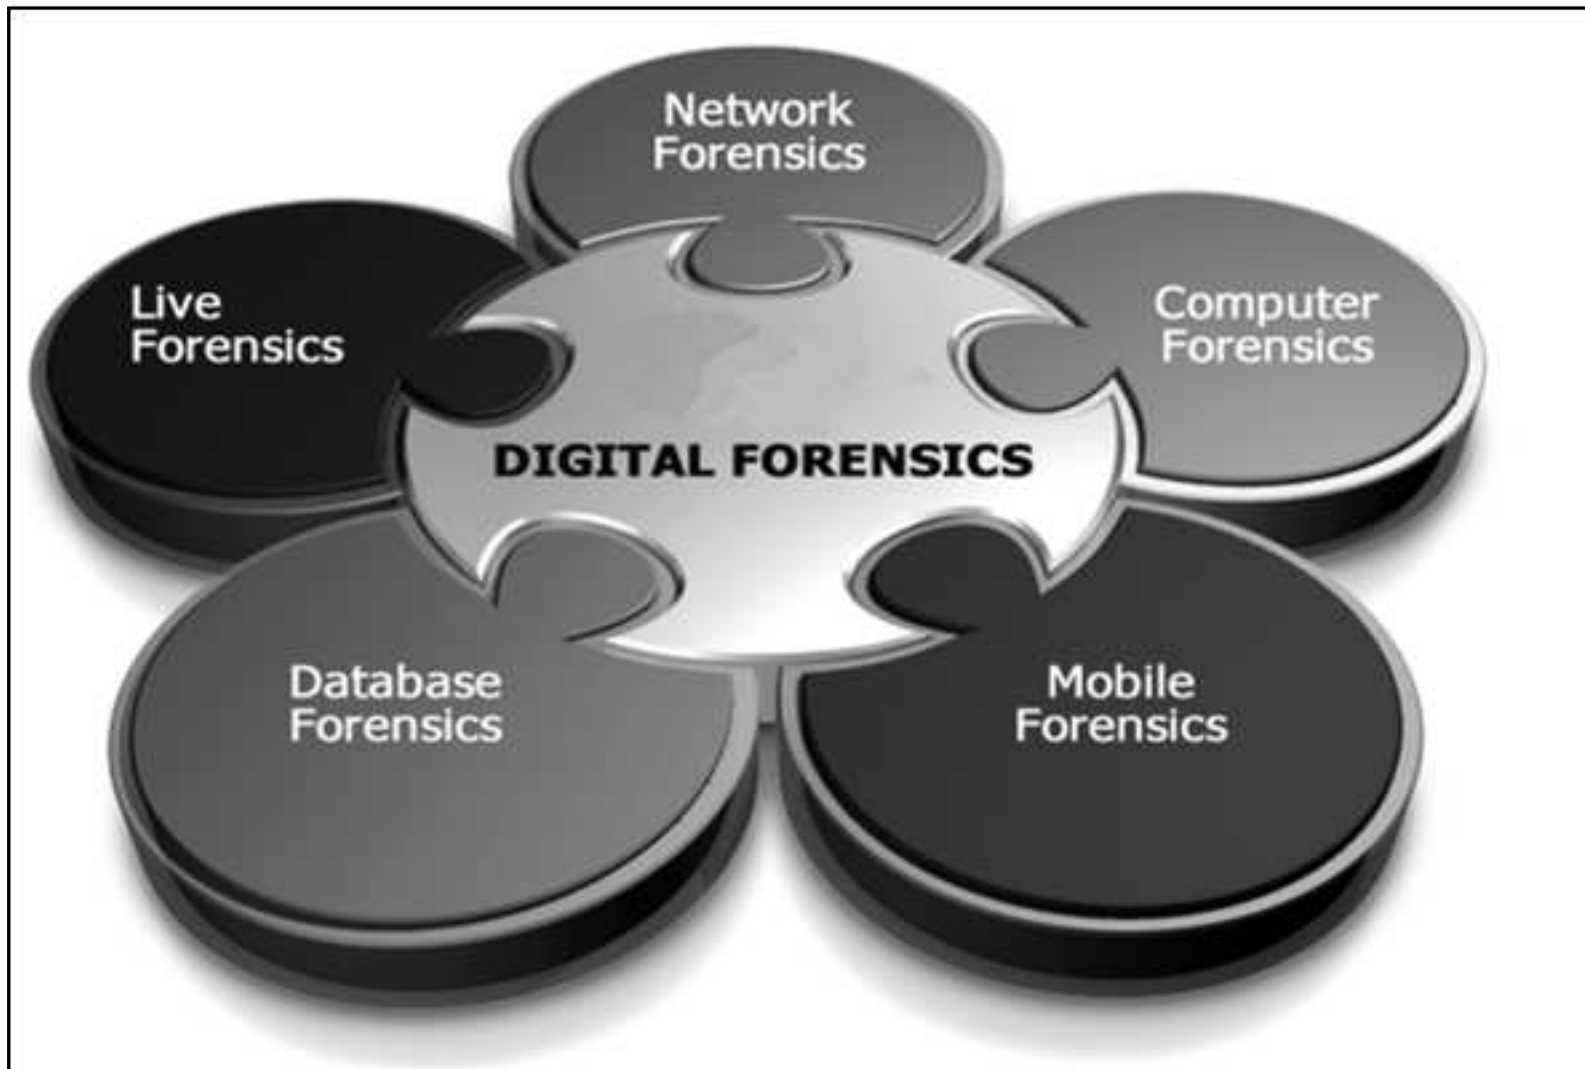 Network
Forensics
Live
Forensics
Computer
Forensics
DIGITAL FORENSICS
Database
Forensics
Mobile
Forensics